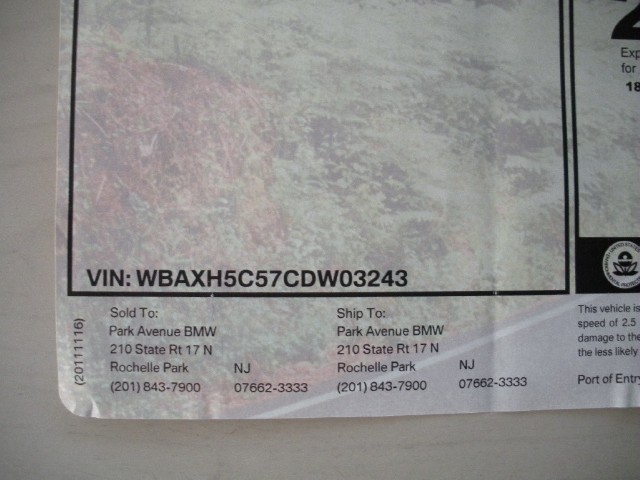 VIN: WBAXH5C57CDW03243
(20111116)
Sold To:
Park Avenue BMW
210 State Rt 17 N
Rochelle Park NJ
(201) 843-7900 07662-3333
Ship To:
Park Avenue BMW
210 State Rt 17 N
Rochelle Park NJ
(201) 843-7900 07662-3333
2
Exp
for
18
This vehicle is
speed of 2.5
damage to the
the less likely
Port of Entry